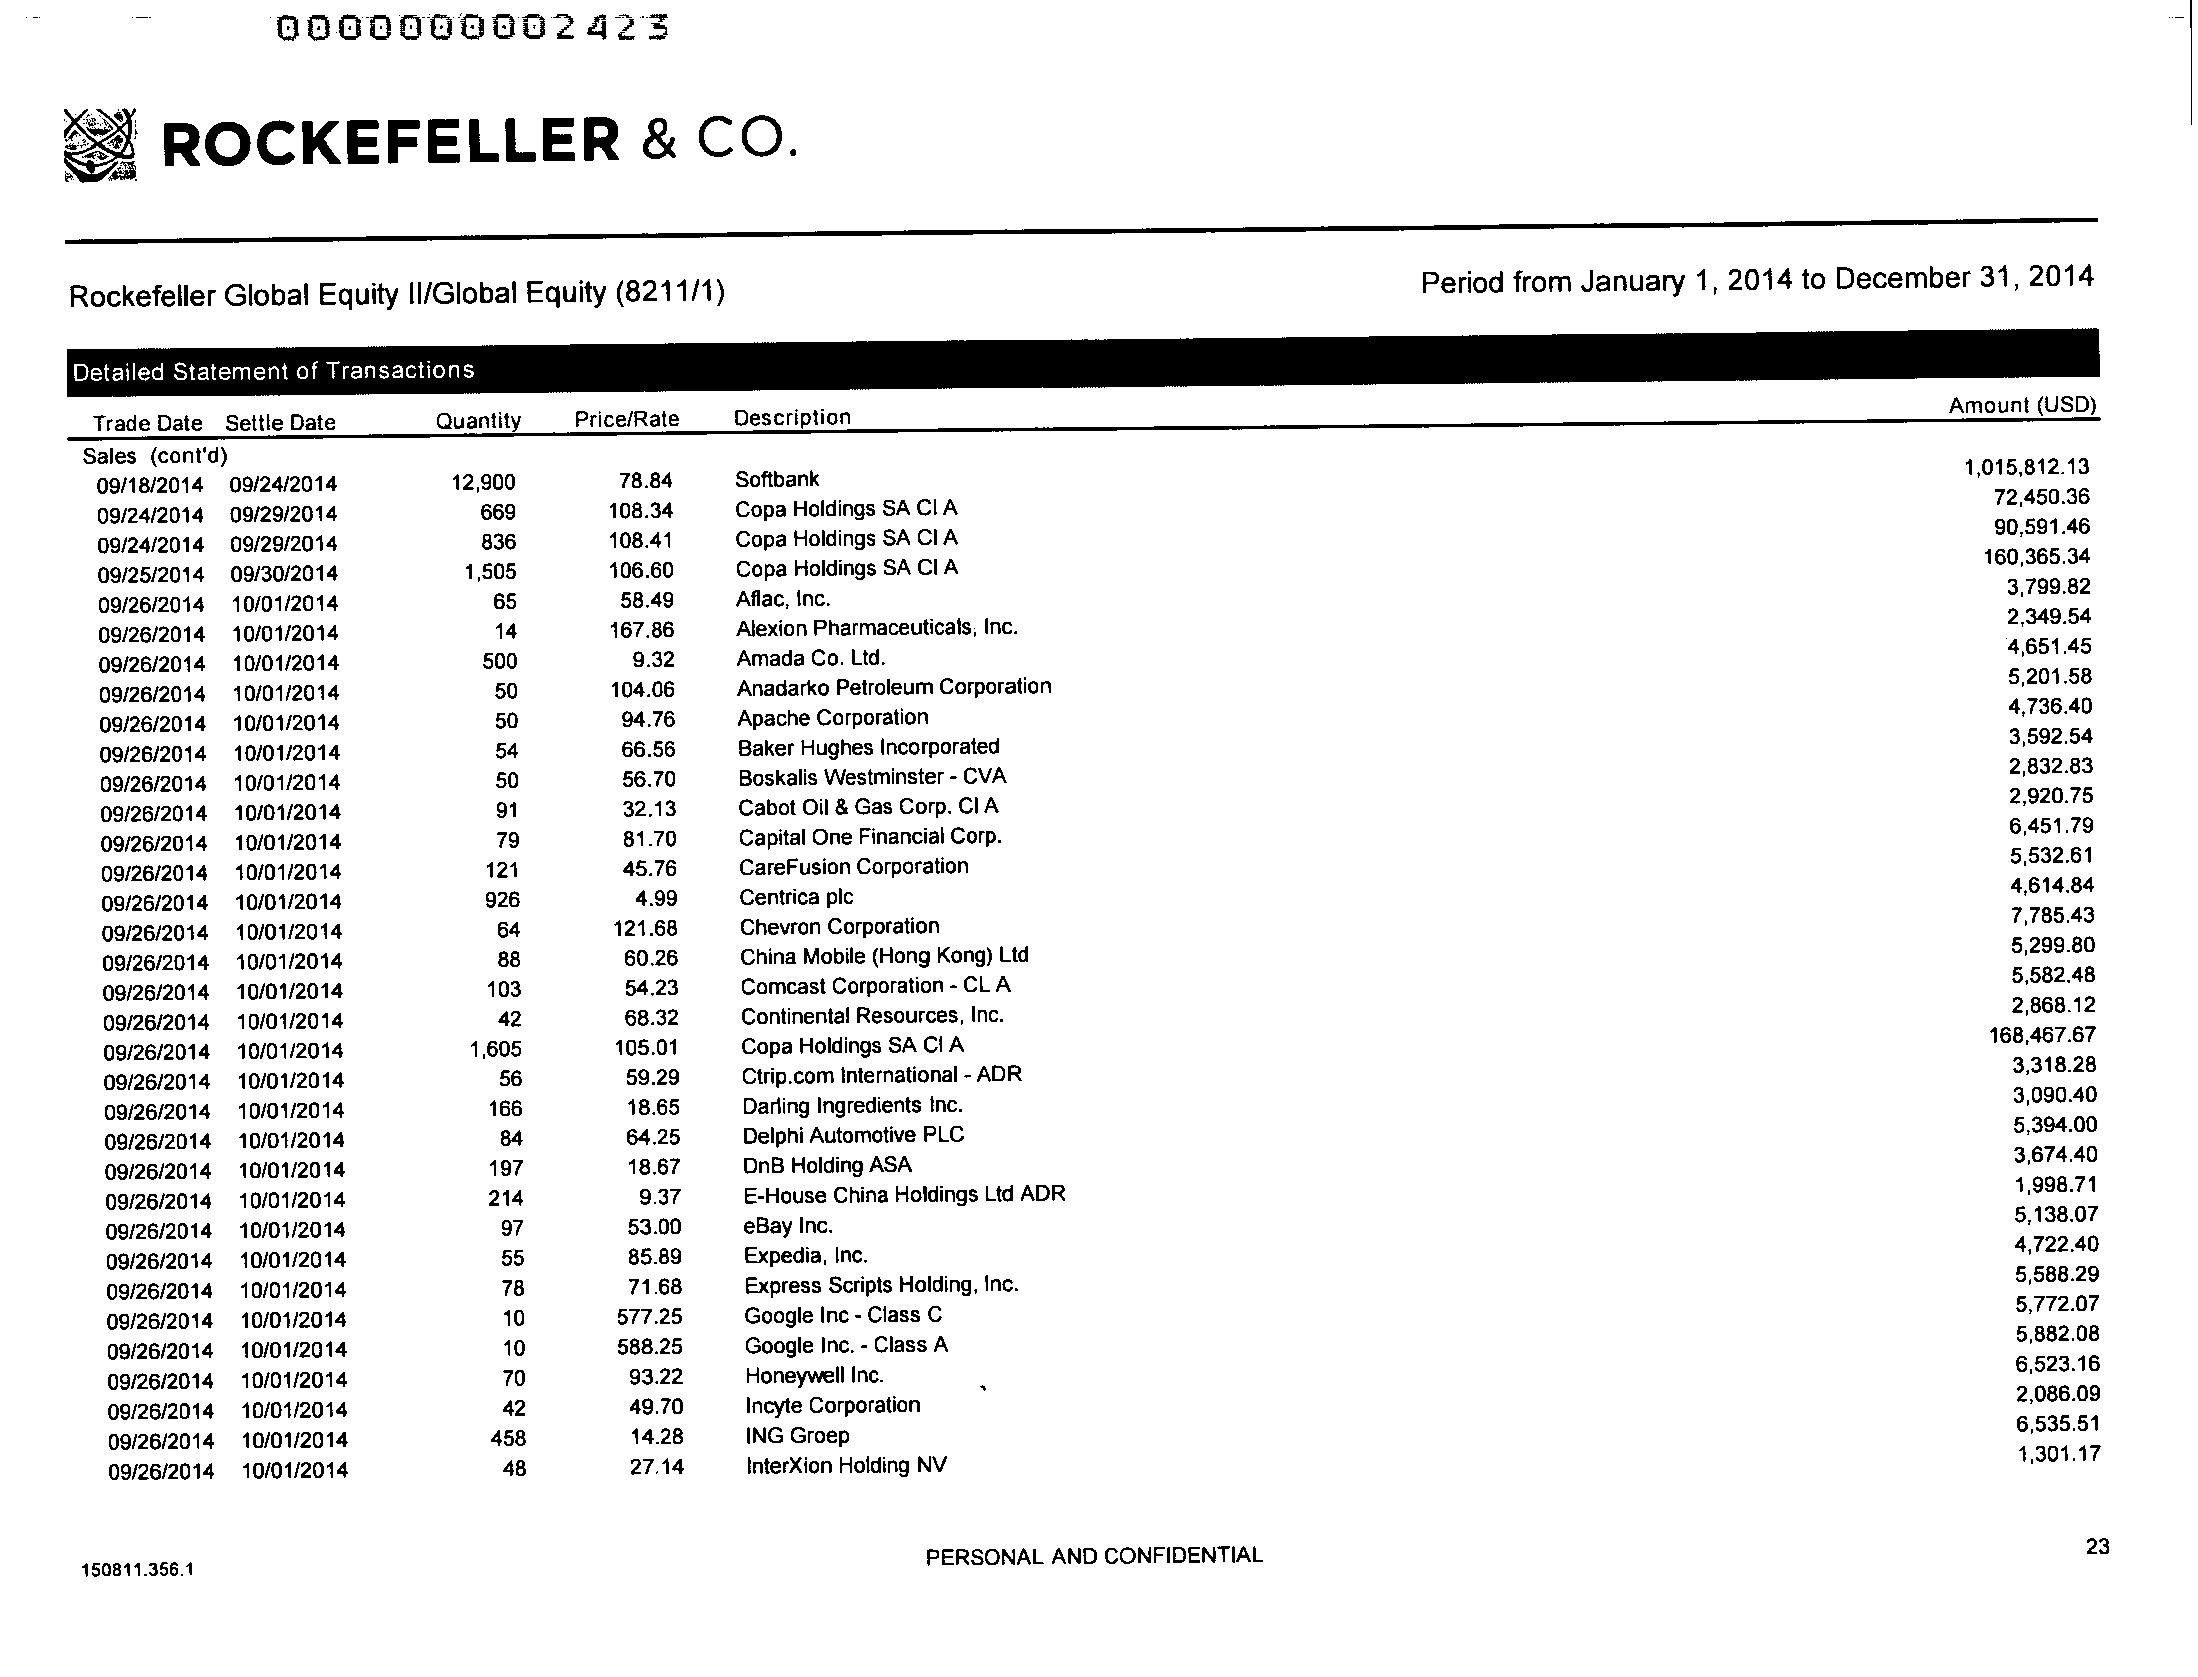 0000000002423
ROCKEFELLER & CO.
Rockefeller Global Equity II/Global Equity (8211/1) Period from January 1, 2014 to December 31, 2014
Detailed Statement of Transactions
Trade Date Settle Date Quantity Price/Rate Description Amount (USD)
Sales (cont'd)
09/18/2014 09/24/2014 12,900 78.84 Softbank 1,015,812.13
09/24/2014 09/29/2014 669 108.34 Copa Holdings SA Cl A 72,450.36
09/24/2014 09/29/2014 836 108.41 Copa Holdings SA Cl A 90,591.46
09/25/2014 09/30/2014 1,505 106.60 Copa Holdings SA Cl A 160,365.34
09/26/2014 10/01/2014 65 58.49 Aflac, Inc. 3,799.82
09/26/2014 10/01/2014 14 167.86 Alexion Pharmaceuticals, Inc. 2,349.54
09/26/2014 10/01/2014 500 9.32 Amada Co. Ltd. 4,651.45
09/26/2014 10/01/2014 50 104.06 Anadarko Petroleum Corporation 5,201.58
09/26/2014 10/01/2014 50 94.76 Apache Corporation 4,736.40
09/26/2014 10/01/2014 54 66.56 Baker Hughes Incorporated 3,592.54
09/26/2014 10/01/2014 50 56.70 Boskalis Westminster - CVA 2,832.83
09/26/2014 10/01/2014 91 32.13 Cabot Oil & Gas Corp. Cl A 2,920.75
09/26/2014 10/01/2014 79 81.70 Capital One Financial Corp. 6,451.79
09/26/2014 10/01/2014 121 45.76 CareFusion Corporation 5,532.61
09/26/2014 10/01/2014 926 4.99 Centrica plc 4,614.84
09/26/2014 10/01/2014 64 121.68 Chevron Corporation 7,785.43
09/26/2014 10/01/2014 88 60.26 China Mobile (Hong Kong) Ltd 5,299.80
09/26/2014 10/01/2014 103 54.23 Comcast Corporation - CL A 5,582.48
09/26/2014 10/01/2014 42 68.32 Continental Resources, Inc. 2,868.12
09/26/2014 10/01/2014 1,605 105.01 Copa Holdings SA Cl A 168,467.67
09/26/2014 10/01/2014 56 59.29 Ctrip.com International - ADR 3,318.28
09/26/2014 10/01/2014 166 18.65 Darling Ingredients Inc. 3,090.40
09/26/2014 10/01/2014 84 64.25 Delphi Automotive PLC 5,394.00
09/26/2014 10/01/2014 197 18.67 DnB Holding ASA 3,674.40
09/26/2014 10/01/2014 214 9.37 E-House China Holdings Ltd ADR 1,998.71
09/26/2014 10/01/2014 97 53.00 eBay Inc. 5,138.07
09/26/2014 10/01/2014 55 85.89 Expedia, Inc. 4,722.40
09/26/2014 10/01/2014 78 71.68 Express Scripts Holding, Inc. 5,588.29
09/26/2014 10/01/2014 10 577.25 Google Inc - Class C 5,772.07
09/26/2014 10/01/2014 10 588.25 Google Inc. - Class A 5,882.08
09/26/2014 10/01/2014 70 93.22 Honeywell Inc. 6,523.16
09/26/2014 10/01/2014 42 49.70 Incyte Corporation 2,086.09
09/26/2014 10/01/2014 458 14.28 ING Groep 6,535.51
09/26/2014 10/01/2014 48 27.14 InterXion Holding NV 1,301.17
150811.356.1 PERSONAL AND CONFIDENTIAL 23